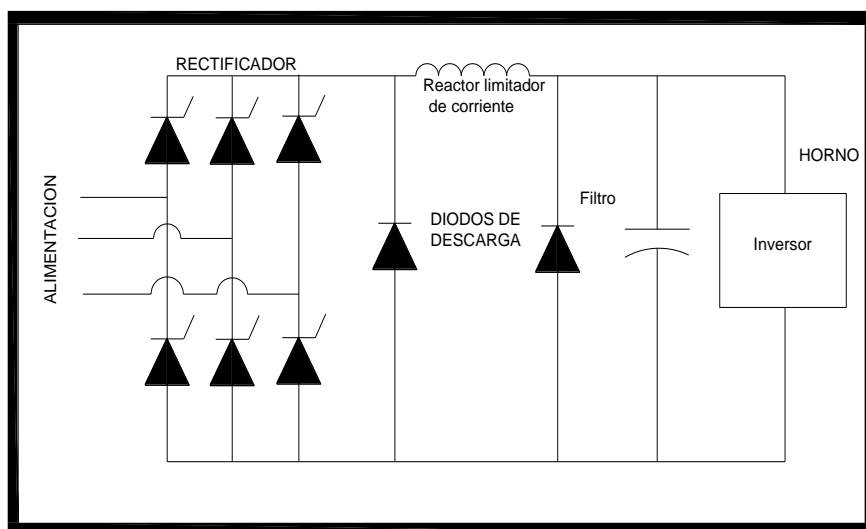 RECTIFICADOR
Reactor limitador
de corriente
HORNO
ALIMENTACION
DIODOS DE
DESCARGA
Filtro
Inversor